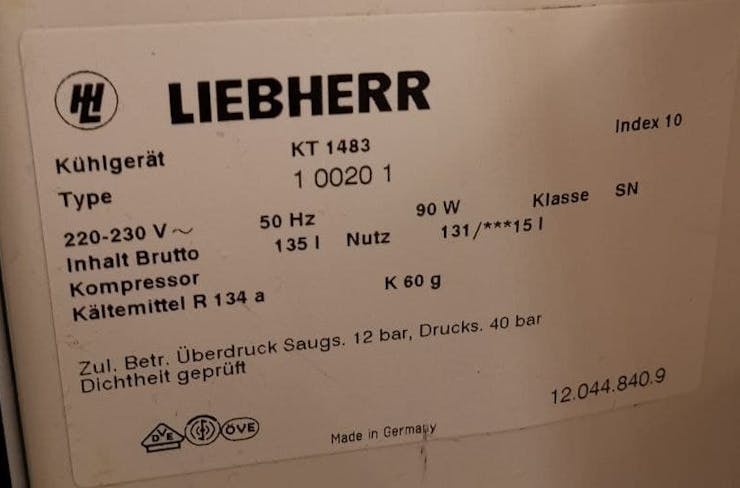 HL LIEBHERR
Kühlgerät KT 1483 Index 10
Type 1 0020 1
220-230 V~ 50 Hz 90 W Klasse SN
Inhalt Brutto 135 l Nutz 131/***15 l
Kompressor
Kältemittel R 134 a K 60 g
Zul. Betr. Überdruck Saugs. 12 bar, Drucks. 40 bar
Dichtheit geprüft
12.044.840.9
DVE ÖVE
Made in Germany